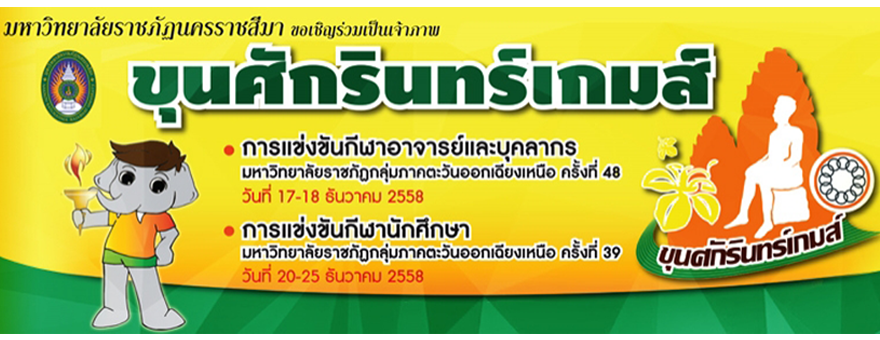 มหาวิทยาลัยราชภัฏนครราชสีมา ขอเชิญร่วมเป็นเจ้าภาพ
ขุนศักรินทร์เกมส์
• การแข่งขันกีฬาอาจารย์และบุคลากร
มหาวิทยาลัยราชภัฏกลุ่มภาคตะวันออกเฉียงเหนือ ครั้งที่ 48
วันที่ 17-18 ธันวาคม 2558
• การแข่งขันกีฬานักศึกษา
มหาวิทยาลัยราชภัฏกลุ่มภาคตะวันออกเฉียงเหนือ ครั้งที่ 39
วันที่ 20-25 ธันวาคม 2558
ขุนศักรินทร์เกมส์